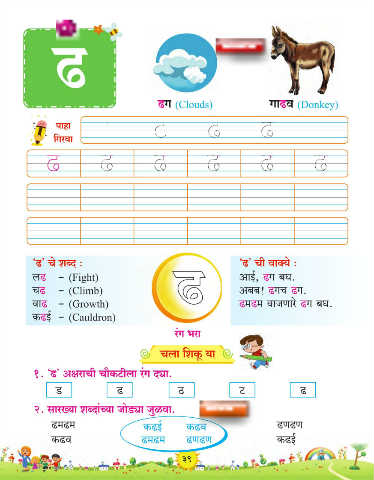 ढ
ढग (Clouds)
गाढव (Donkey)
पाहा
गिरवा
ढ ढ ढ ढ ढ ढ ढ
'ढ' चे शब्द :
लढ – (Fight)
चढ – (Climb)
वाढ – (Growth)
कढई – (Cauldron)
ढ
'ढ' ची वाक्ये :
आई, ढग बघ.
अबब! ढगच ढग.
ढमढम वाजणारे ढग बघ.
रंग भरा
चला शिकू या
१. 'ढ' अक्षराची चौकटीला रंग द्या.
ड ढ ठ ट ढ
२. सारख्या शब्दांच्या जोड्या जुळवा.
ढमढम
कढव
कढई कढव
ढमढम ढणढण
ढणढण
कढई
३९